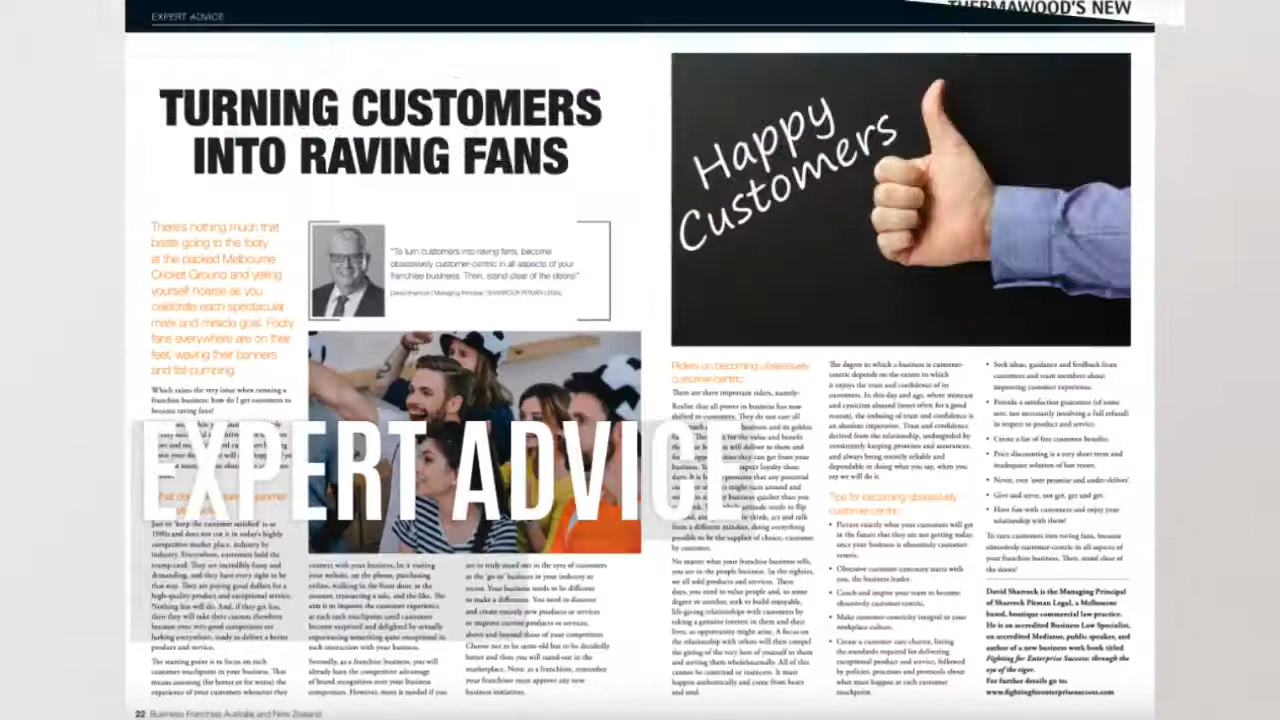 EXPERT ADVICE
THERMAWOOD'S NEW
TURNING CUSTOMERS
INTO RAVING FANS
There's nothing much that
beats going to the footy
at the packed Melbourne
Cricket Ground and yelling
yourself hoarse as you
celebrate each spectacular
mark and miracle goal. Footy
fans everywhere are on their
feet, waving their banners
and fist-pumping.
Which raises the very issue when running a
franchise business: how do I get customers to
become raving fans?
"To turn customers into raving fans, become
obsessively customer-centric in all aspects of your
franchise business. Then, stand clear of the doors!"
David Sharrock | Managing Principal | SHARROCK PITMAN LEGAL
Happy
Customers
EXPERT ADVICE
Just to 'keep the customer satisfied' is so
1990s and does not cut it in today's highly
competitive market place, industry by
industry. Everywhere, customers hold the
trump card. They are incredibly fussy and
demanding, and they have every right to be
that way. They are paying good dollars for a
high-quality product and exceptional service.
Nothing less will do. And, if they get less,
then they will take their custom elsewhere
because your very good competitors are
lurking everywhere, ready to deliver a better
product and service.
The starting point is to focus on each
customer touchpoint in your business. This
means assessing (for better or for worse) the
experience of your customers whenever they
connect with your business, be it visiting
your website, on the phone, purchasing
online, walking in the front door, at the
counter, transacting a sale, and the like. The
aim is to improve the customer experience
at each such touchpoint until customers
become surprised and delighted by actually
experiencing something quite exceptional in
each interaction with your business.
Secondly, as a franchise business, you will
already have the competitive advantage
of brand recognition over your business
competitors. However, more is needed if you
are to truly stand out in the eyes of customers
as the 'go-to' business in your industry or
sector. Your business needs to be different
to make a difference. You need to discover
and create entirely new products or services
or improve current products or services,
above and beyond those of your competitors.
Choose not to be same-old but to be decidedly
better and then you will stand-out in the
marketplace. Note: as a franchise, remember
your franchisor must approve any new
business initiatives.
Riders on becoming obsessively
customer-centric:
There are three important riders, namely:
Realise that all power in business has now
shifted to customers. They do not care all
from a different mindset, doing everything
possible to be the supplier of choice, customer
by customer.
No matter what your franchise business sells,
you are in the people business. In the eighties,
we all sold products and services. These
days, you need to value people and, to some
degree or another, seek to build enjoyable,
life-giving relationships with customers by
taking a genuine interest in them and their
lives, as opportunity might arise. A focus on
the relationship with others will then compel
the giving of the very best of yourself to them
and serving them wholeheartedly. All of this
cannot be contrived or insincere. It must
happen authentically and come from heart
and soul.
The degree to which a business is customer-
centric depends on the extent to which
it enjoys the trust and confidence of its
customers. In this day and age, where mistrust
and cynicism abound (most often for a good
reason), the imbuing of trust and confidence is
an absolute imperative. Trust and confidence
derived from the relationship, undergirded by
consistently keeping promises and assurances,
and always being entirely reliable and
dependable in doing what you say, when you
say we will do it.
Tips for becoming obsessively
customer-centric:
• Picture exactly what your customers will get
in the future that they are not getting today,
once your business is obsessively customer-
centric.
• Obsessive customer-centricity starts with
you, the business leader.
• Coach and inspire your team to become
obsessively customer-centric.
• Make customer-centricity integral to your
workplace culture.
• Create a customer care charter, listing
the standards required for delivering
exceptional product and service, followed
by policies, processes and protocols about
what must happen at each customer
touchpoint.
• Seek ideas, guidance and feedback from
customers and team members about
improving customer experience.
• Provide a satisfaction guarantee (of some
sort, not necessarily involving a full refund)
in respect to product and service.
• Create a list of free customer benefits.
• Price discounting is a very short term and
inadequate solution of last resort.
• Never, ever 'over promise and under deliver'.
• Give and serve, not get, get and get.
• Have fun with customers and enjoy your
relationship with them!
To turn customers into raving fans, become
obsessively customer-centric in all aspects of
your franchise business. Then, stand clear of
the doors!
David Sharrock is the Managing Principal
of Sharrock Pitman Legal, a Melbourne
based, boutique commercial law practice.
He is an accredited Business Law Specialist,
an accredited Mediator, public speaker, and
author of a new business work book titled
Fighting for Enterprise Success: through the
eye of the tiger.
For further details go to:
www.fightingforenterprisesuccess.com
22 Business Franchise Australia and New Zealand